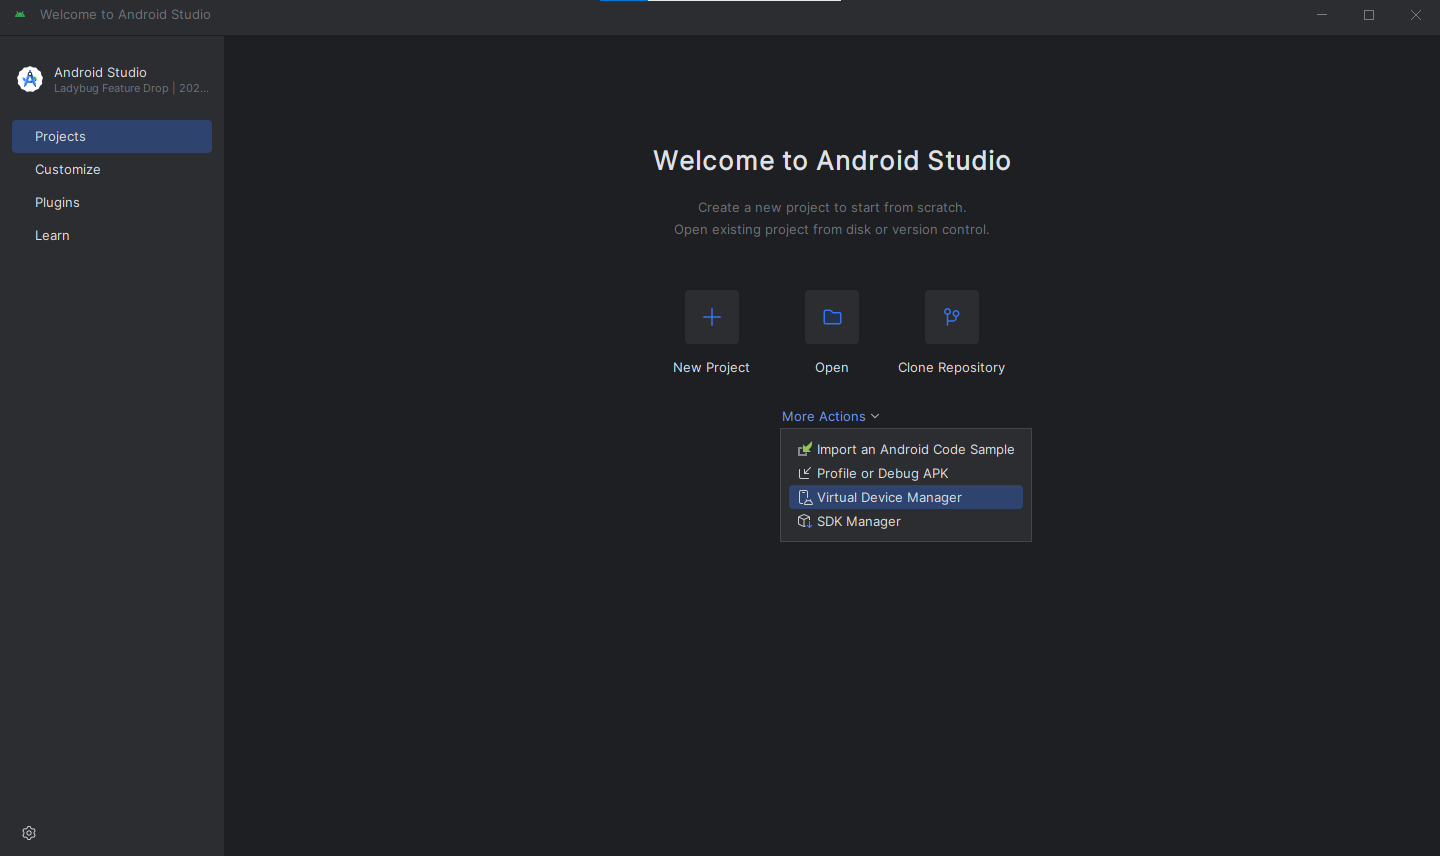 Welcome to Android Studio
Android Studio
Ladybug Feature Drop | 202...
Projects
Customize
Plugins
Learn
Welcome to Android Studio
Create a new project to start from scratch.
Open existing project from disk or version control.
New Project
Open
Clone Repository
More Actions
Import an Android Code Sample
Profile or Debug APK
Virtual Device Manager
SDK Manager